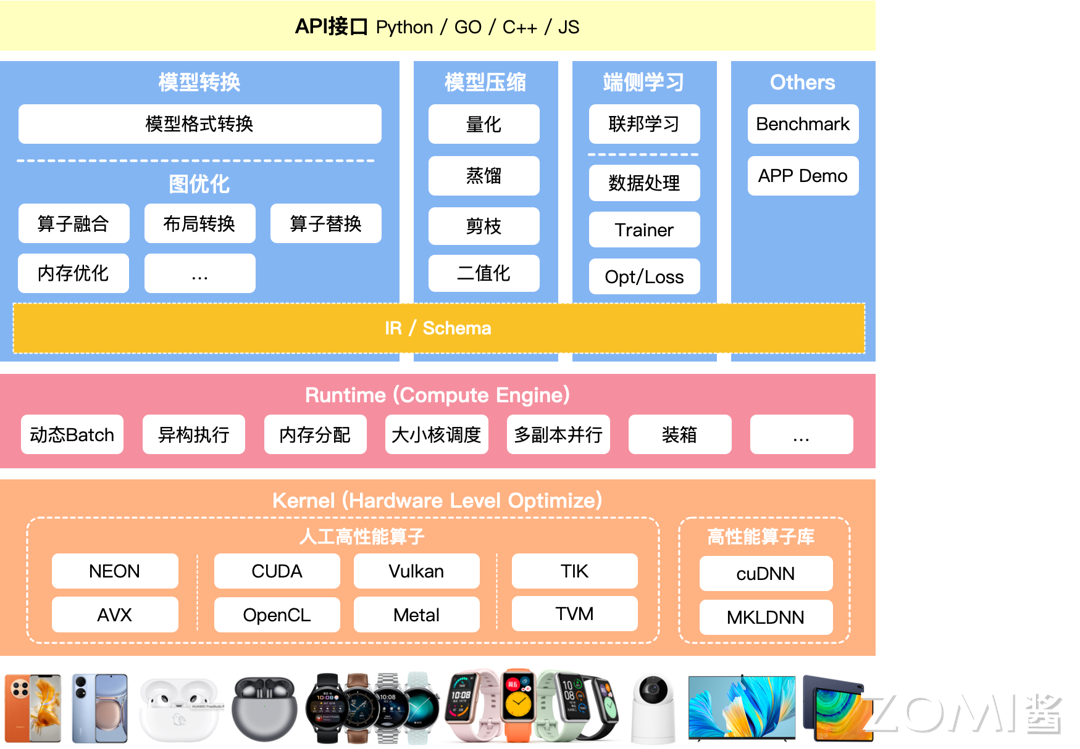 API接口 Python / GO / C++ / JS
模型转换
模型格式转换
图优化
算子融合 布局转换 算子替换
内存优化 ...
模型压缩
量化
蒸馏
剪枝
二值化
端侧学习
联邦学习
数据处理
Trainer
Opt/Loss
Others
Benchmark
APP Demo
IR / Schema
Runtime (Compute Engine)
动态Batch 异构执行 内存分配 大小核调度 多副本并行 装箱 ...
Kernel (Hardware Level Optimize)
人工高性能算子
NEON CUDA Vulkan TIK
AVX OpenCL Metal TVM
高性能算子库
cuDNN
MKLDNN
ZOMI酱